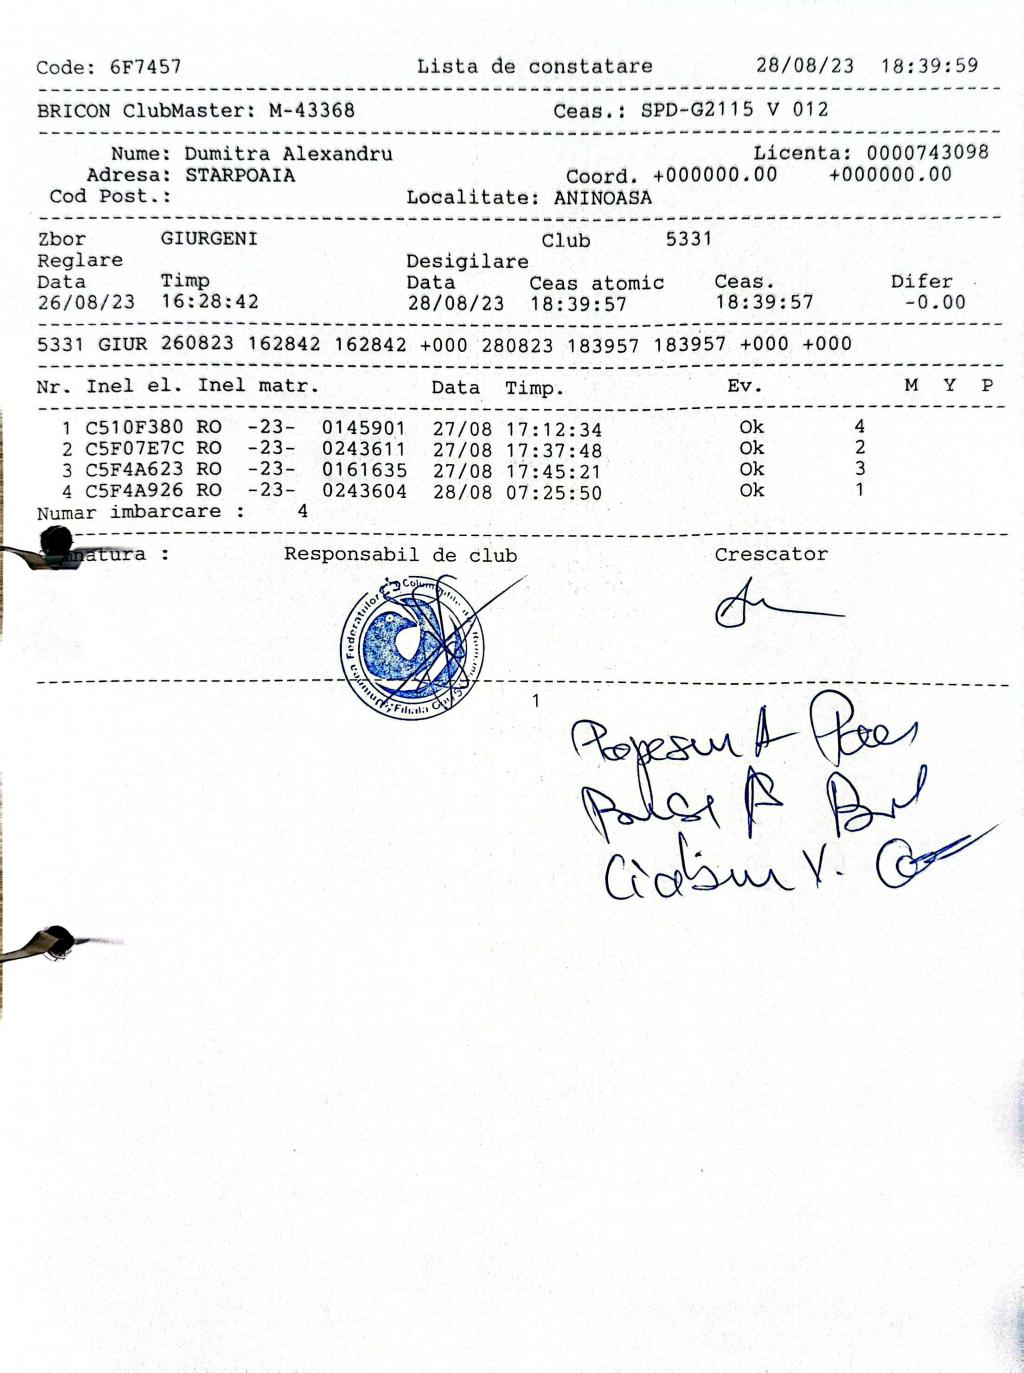 Code: 6F7457 Lista de constatare 28/08/23 18:39:59
BRICON ClubMaster: M-43368 Ceas.: SPD-G2115 V 012
Nume: Dumitra Alexandru Licenta: 0000743098
Adresa: STARPOAIA Coord. +000000.00 +000000.00
Cod Post.: Localitate: ANINOASA
Zbor GIURGENI Club 5331
Reglare Desigilare
Data Timp Data Ceas atomic Ceas. Difer
26/08/23 16:28:42 28/08/23 18:39:57 18:39:57 -0.00
5331 GIUR 260823 162842 162842 +000 280823 183957 183957 +000 +000
Nr. Inel el. Inel matr. Data Timp. Ev. M Y P
1 C510F380 RO -23- 0145901 27/08 17:12:34 Ok 4
2 C5F07E7C RO -23- 0243611 27/08 17:37:48 Ok 2
3 C5F4A623 RO -23- 0161635 27/08 17:45:21 Ok 3
4 C5F4A926 RO -23- 0243604 28/08 07:25:50 Ok 1
Numar imbarcare : 4
natura : Responsabil de club Crescator
Filiala
1
Popescu A